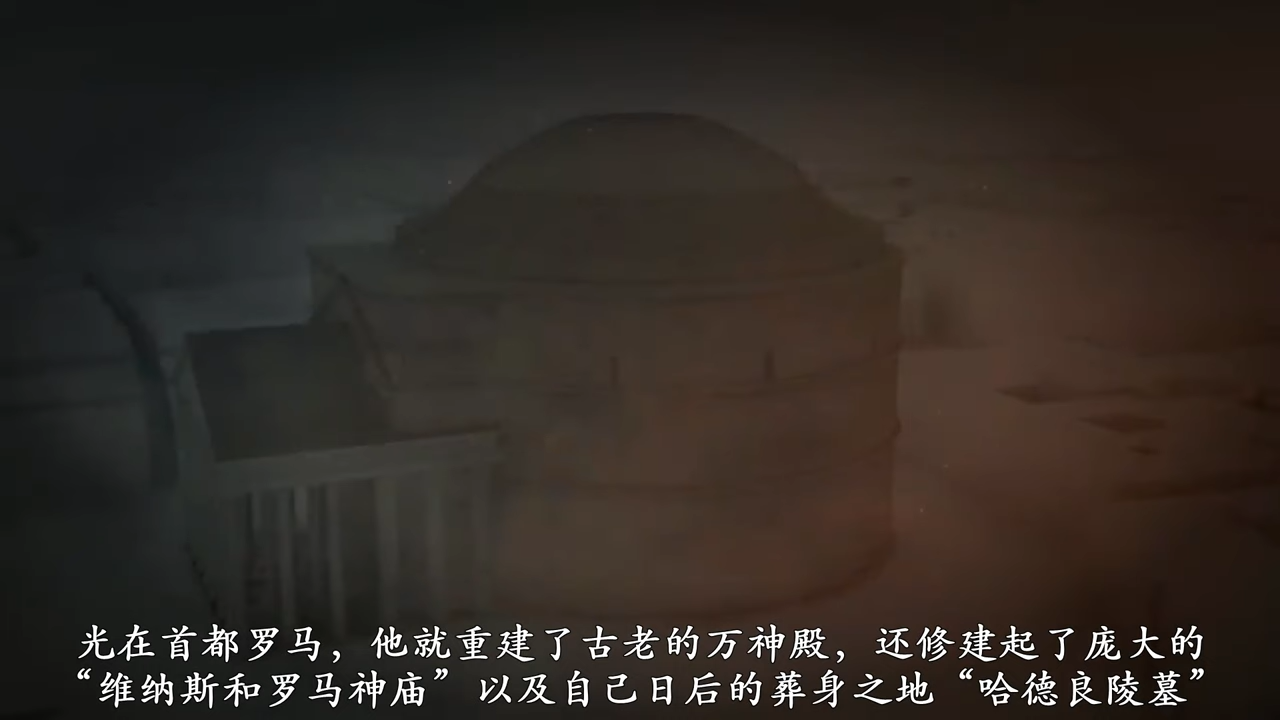 光在首都罗马，他就重建了古老的万神殿，还修建起了庞大的
“维纳斯和罗马神庙”以及自己日后的葬身之地“哈德良陵墓”